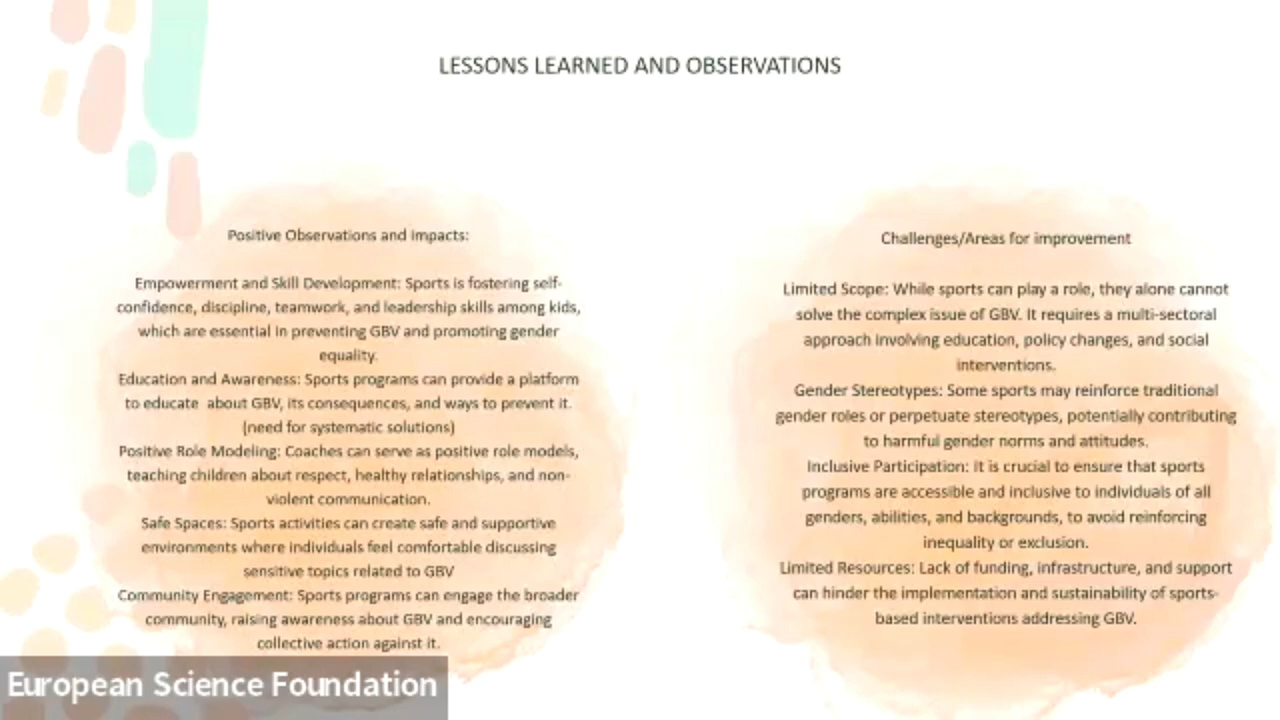 LESSONS LEARNED AND OBSERVATIONS
Positive Observations and impacts:
Empowerment and Skill Development: Sports is fostering self-
confidence, discipline, teamwork, and leadership skills among kids,
which are essential in preventing GBV and promoting gender
equality.
Education and Awareness: Sports programs can provide a platform
to educate about GBV, its consequences, and ways to prevent it.
(need for systematic solutions)
Positive Role Modeling: Coaches can serve as positive role models,
teaching children about respect, healthy relationships, and non-
violent communication.
Safe Spaces: Sports activities can create safe and supportive
environments where individuals feel comfortable discussing
sensitive topics related to GBV
Community Engagement: Sports programs can engage the broader
community, raising awareness about GBV and encouraging
collective action against it.
Challenges/Areas for improvement
Limited Scope: While sports can play a role, they alone cannot
solve the complex issue of GBV. It requires a multi-sectoral
approach involving education, policy changes, and social
interventions.
Gender Stereotypes: Some sports may reinforce traditional
gender roles or perpetuate stereotypes, potentially contributing
to harmful gender norms and attitudes.
Inclusive Participation: It is crucial to ensure that sports
programs are accessible and inclusive to individuals of all
genders, abilities, and backgrounds, to avoid reinforcing
inequality or exclusion.
Limited Resources: Lack of funding, infrastructure, and support
can hinder the implementation and sustainability of sports-
based interventions addressing GBV.
European Science Foundation